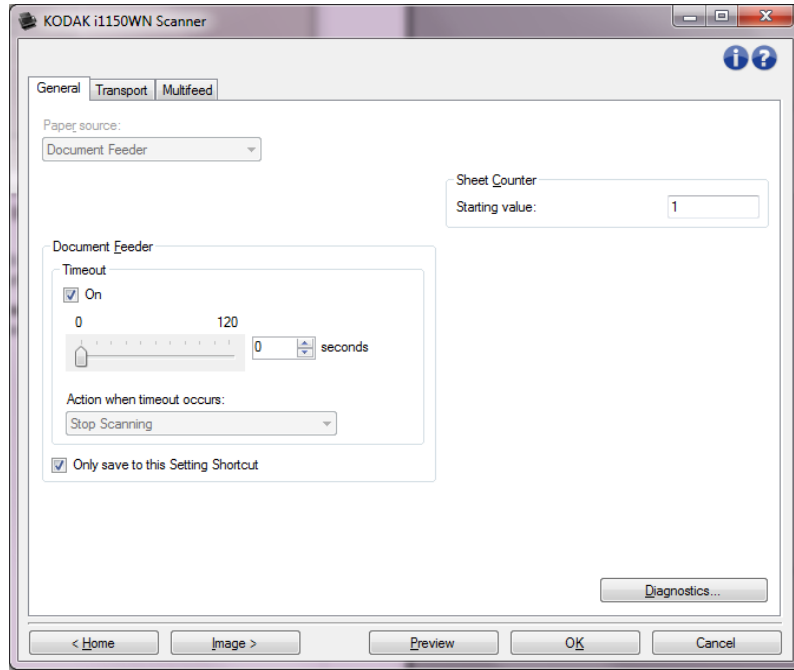 KODAK i1150WN Scanner
General Transport Multifeed
Paper source:
Document Feeder
Sheet Counter
Starting value: 1
Document Feeder
Timeout
On
0 120
0 seconds
Action when timeout occurs:
Stop Scanning
Only save to this Setting Shortcut
Diagnostics...
< Home Image > Preview OK Cancel